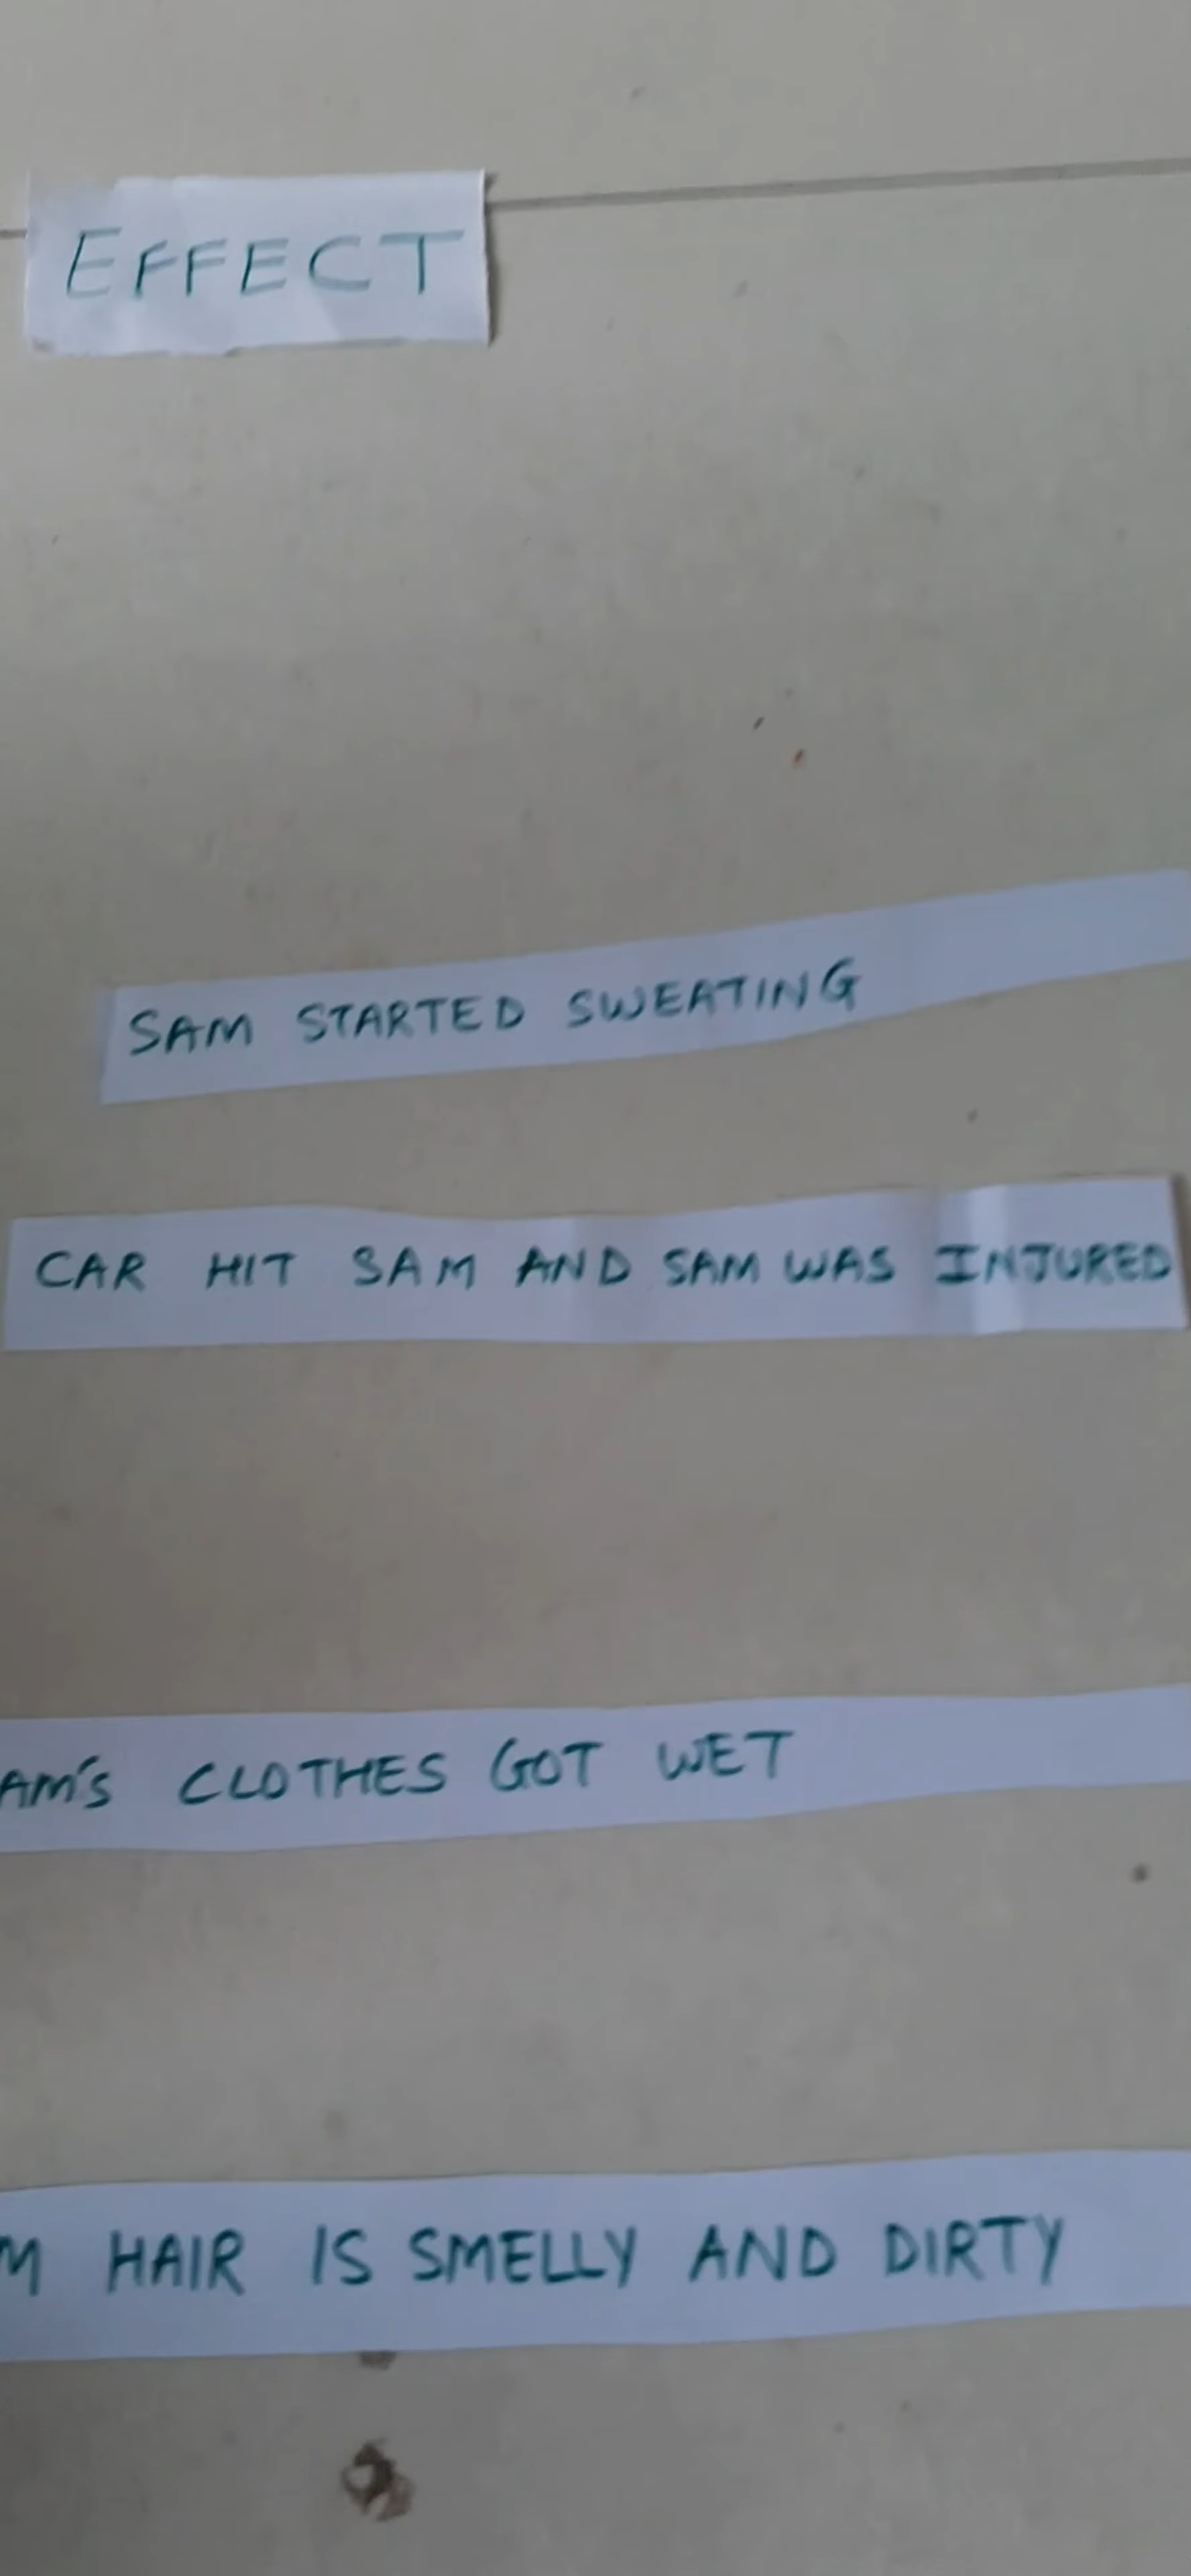 EFFECT
SAM STARTED SWEATING
CAR HIT SAM AND SAM WAS INJURED
AM'S CLOTHES GOT WET
M HAIR IS SMELLY AND DIRTY